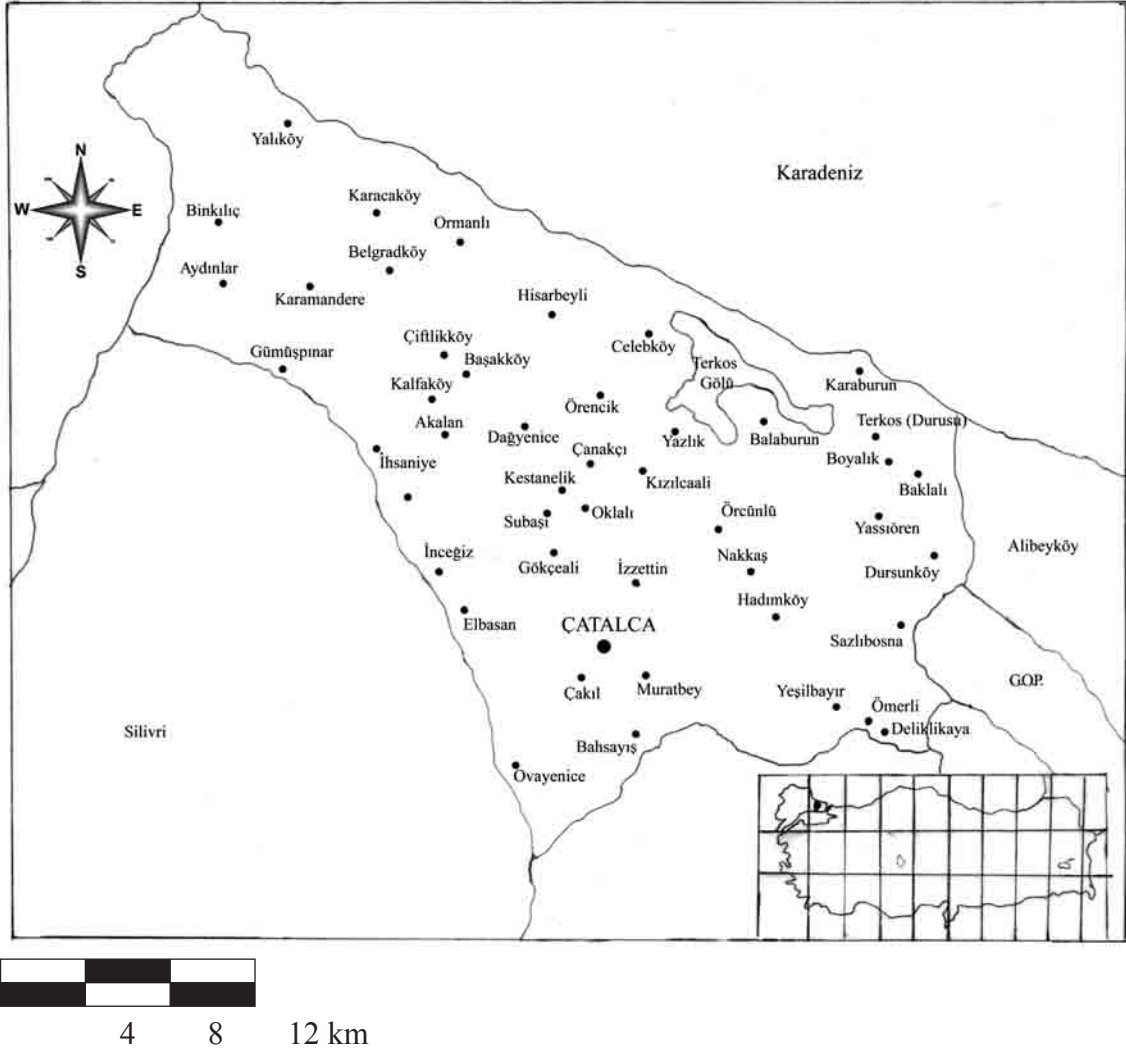 Yalıköy
Karadeniz
N
W
E
S
Karacaköy
Binkılıç
Ormanlı
Belgradköy
Aydınlar
Karamandere
Hisarbeyli
Çiftlikköy
Celebköy
Gümüşpınar
Başakköy
Terkos
Gölü
Karaburun
Kalfaköy
Örencik
Akalan
Dağyenice
Yazlık
Balaburun
Terkos (Durusu)
İhsaniye
Çanakçı
Boyalık
Kestanelik
Kızılcaali
Baklalı
Subaşı
Oklalı
Örcünlü
Yassıören
Alibeyköy
İnceğiz
Gökçeali
İzzettin
Nakkaş
Dursunköy
Hadımköy
Elbasan
ÇATALCA
Sazlıbosna
Çakıl
Muratbey
Yeşilbayır
G.O.P.
Ömerli
Silivri
Deliklikaya
Bahsayış
Ovayenice
4 8 12 km